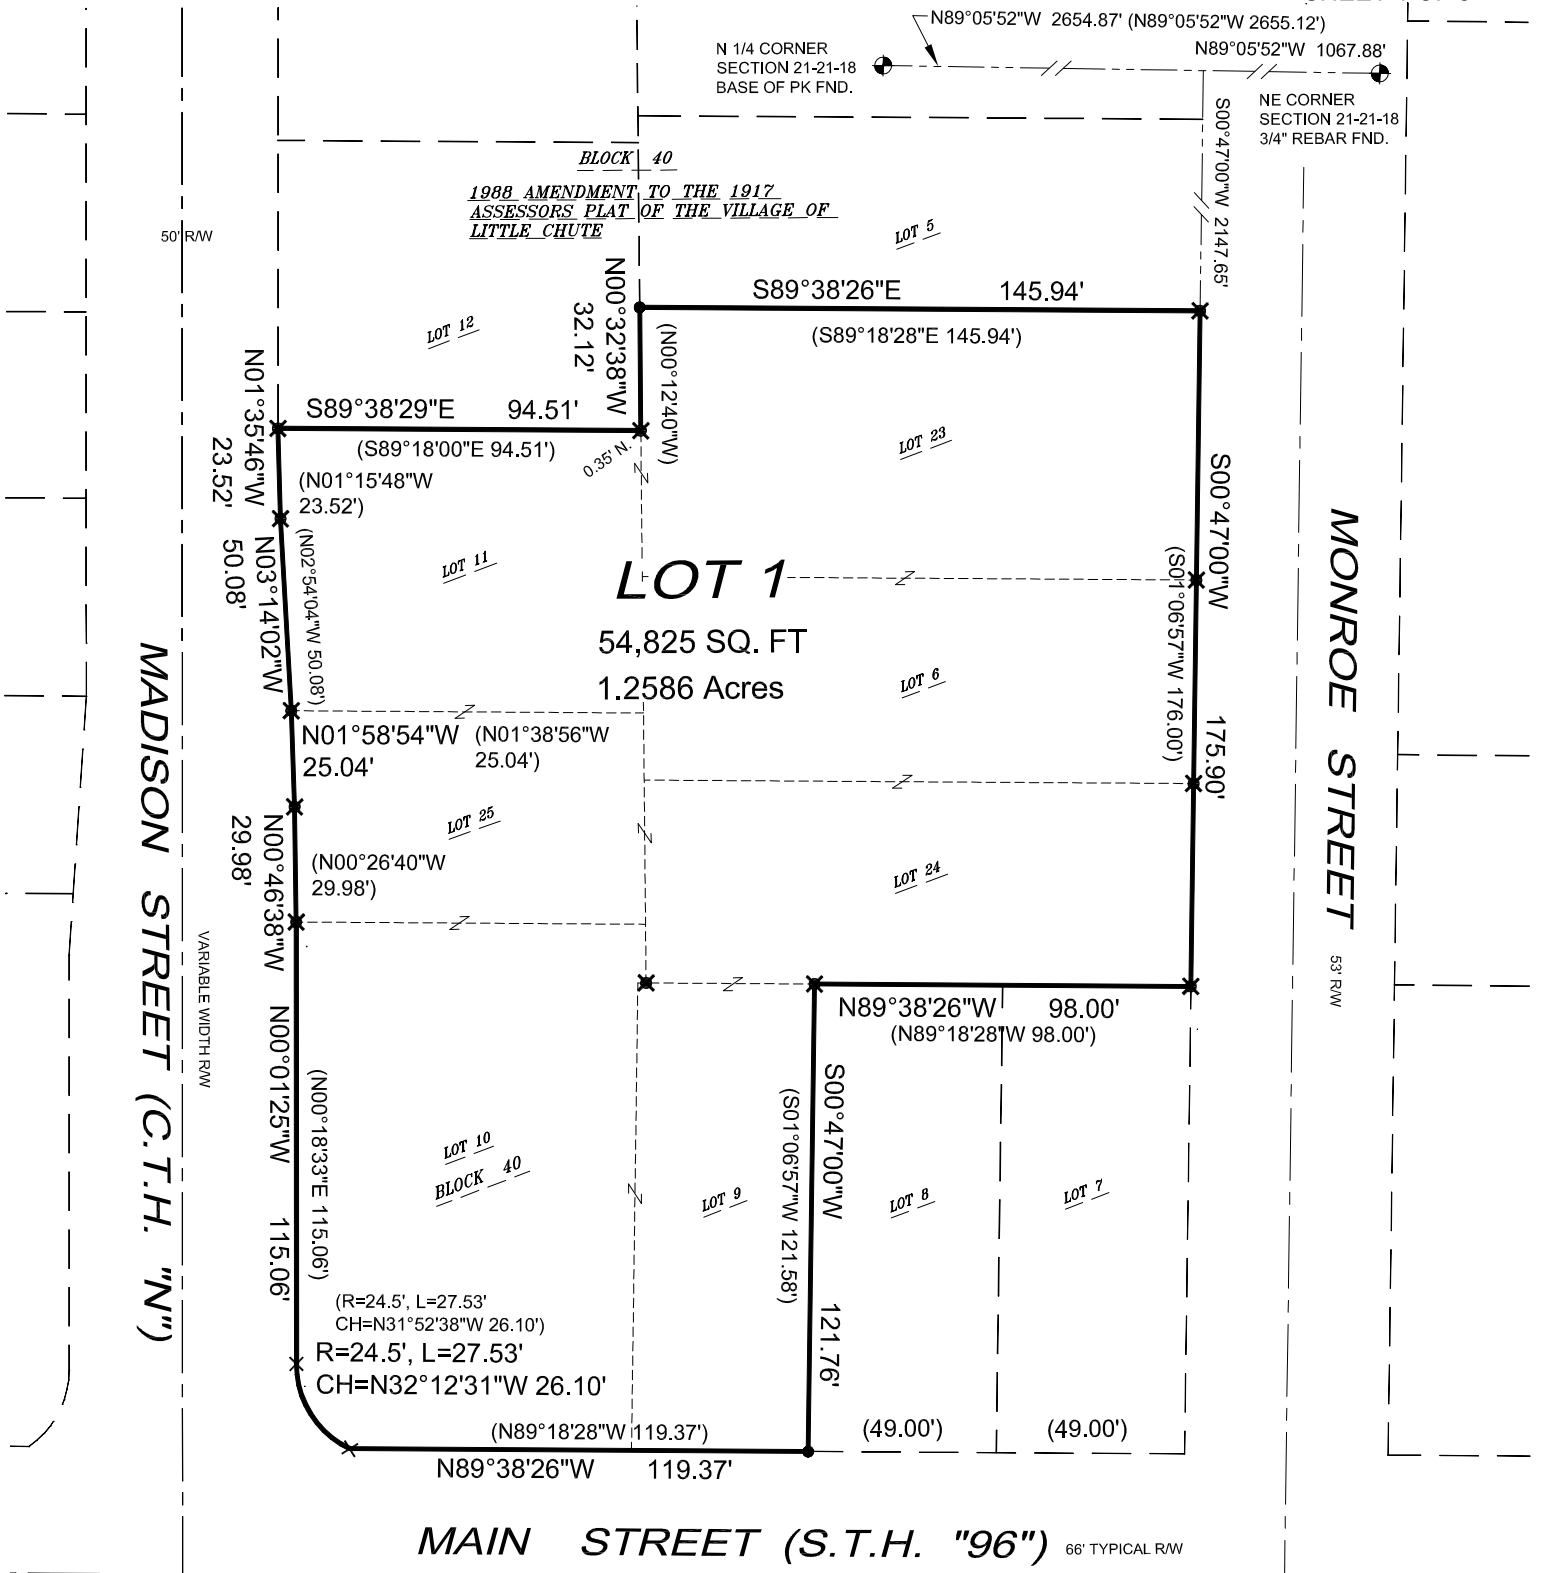 N89°05'52"W 2654.87' (N89°05'52"W 2655.12')
N 1/4 CORNER
SECTION 21-21-18
BASE OF PK FND.
N89°05'52"W 1067.88'
NE CORNER
SECTION 21-21-18
3/4" REBAR FND.
S00°47'00"W 2147.65'
BLOCK 40
1988 AMENDMENT TO THE 1917
ASSESSORS PLAT OF THE VILLAGE OF
LITTLE CHUTE
50' R/W
LOT 5
LOT 12
N00°32'38"W
32.12'
(N00°12'40"W)
S89°38'26"E 145.94'
(S89°18'28"E 145.94')
N01°35'46"W
23.52'
S89°38'29"E 94.51'
(S89°18'00"E 94.51')
0.35' N.
(N01°15'48"W
23.52')
LOT 23
S00°47'00"W 175.90'
(S01°06'57"W 176.00')
N03°14'02"W
50.08'
(N02°54'04"W 50.08')
LOT 11
LOT 1
54,825 SQ. FT
1.2586 Acres
LOT 6
N01°58'54"W
25.04'
(N01°38'56"W
25.04')
LOT 25
N00°46'38"W
29.98'
(N00°26'40"W
29.98')
LOT 24
MADISON STREET (C.T.H. "N")
VARIABLE WIDTH R/W
MONROE STREET
53' R/W
N89°38'26"W 98.00'
(N89°18'28"W 98.00')
N00°01'25"W 115.06'
(N00°18'33"E 115.06')
LOT 10
BLOCK 40
LOT 9
S00°47'00"W 121.76'
(S01°06'57"W 121.58')
LOT 8
LOT 7
(R=24.5', L=27.53'
CH=N31°52'38"W 26.10')
R=24.5', L=27.53'
CH=N32°12'31"W 26.10'
(N89°18'28"W 119.37')
N89°38'26"W 119.37'
(49.00')
(49.00')
MAIN STREET (S.T.H. "96")
66' TYPICAL R/W